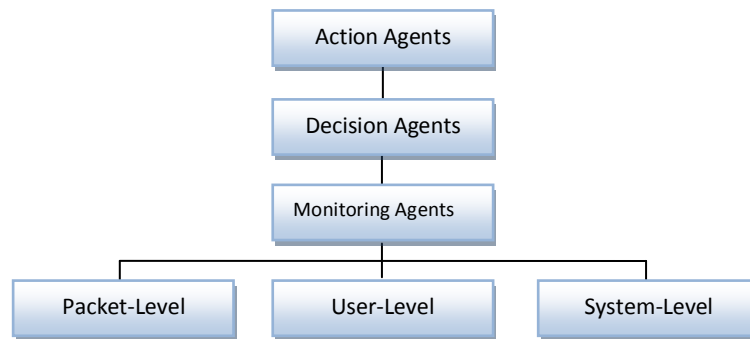 Action Agents
Decision Agents
Monitoring Agents
Packet-Level
User-Level
System-Level